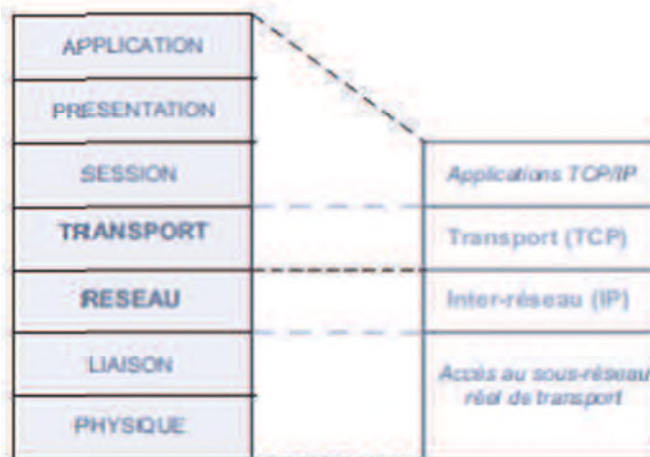 APPLICATION
PRESENTATION
SESSION
TRANSPORT
RESEAU
LIAISON
PHYSIQUE
Applications TCP/IP
Transport (TCP)
Inter-réseau (IP)
Accès au sous-réseau
réel de transport